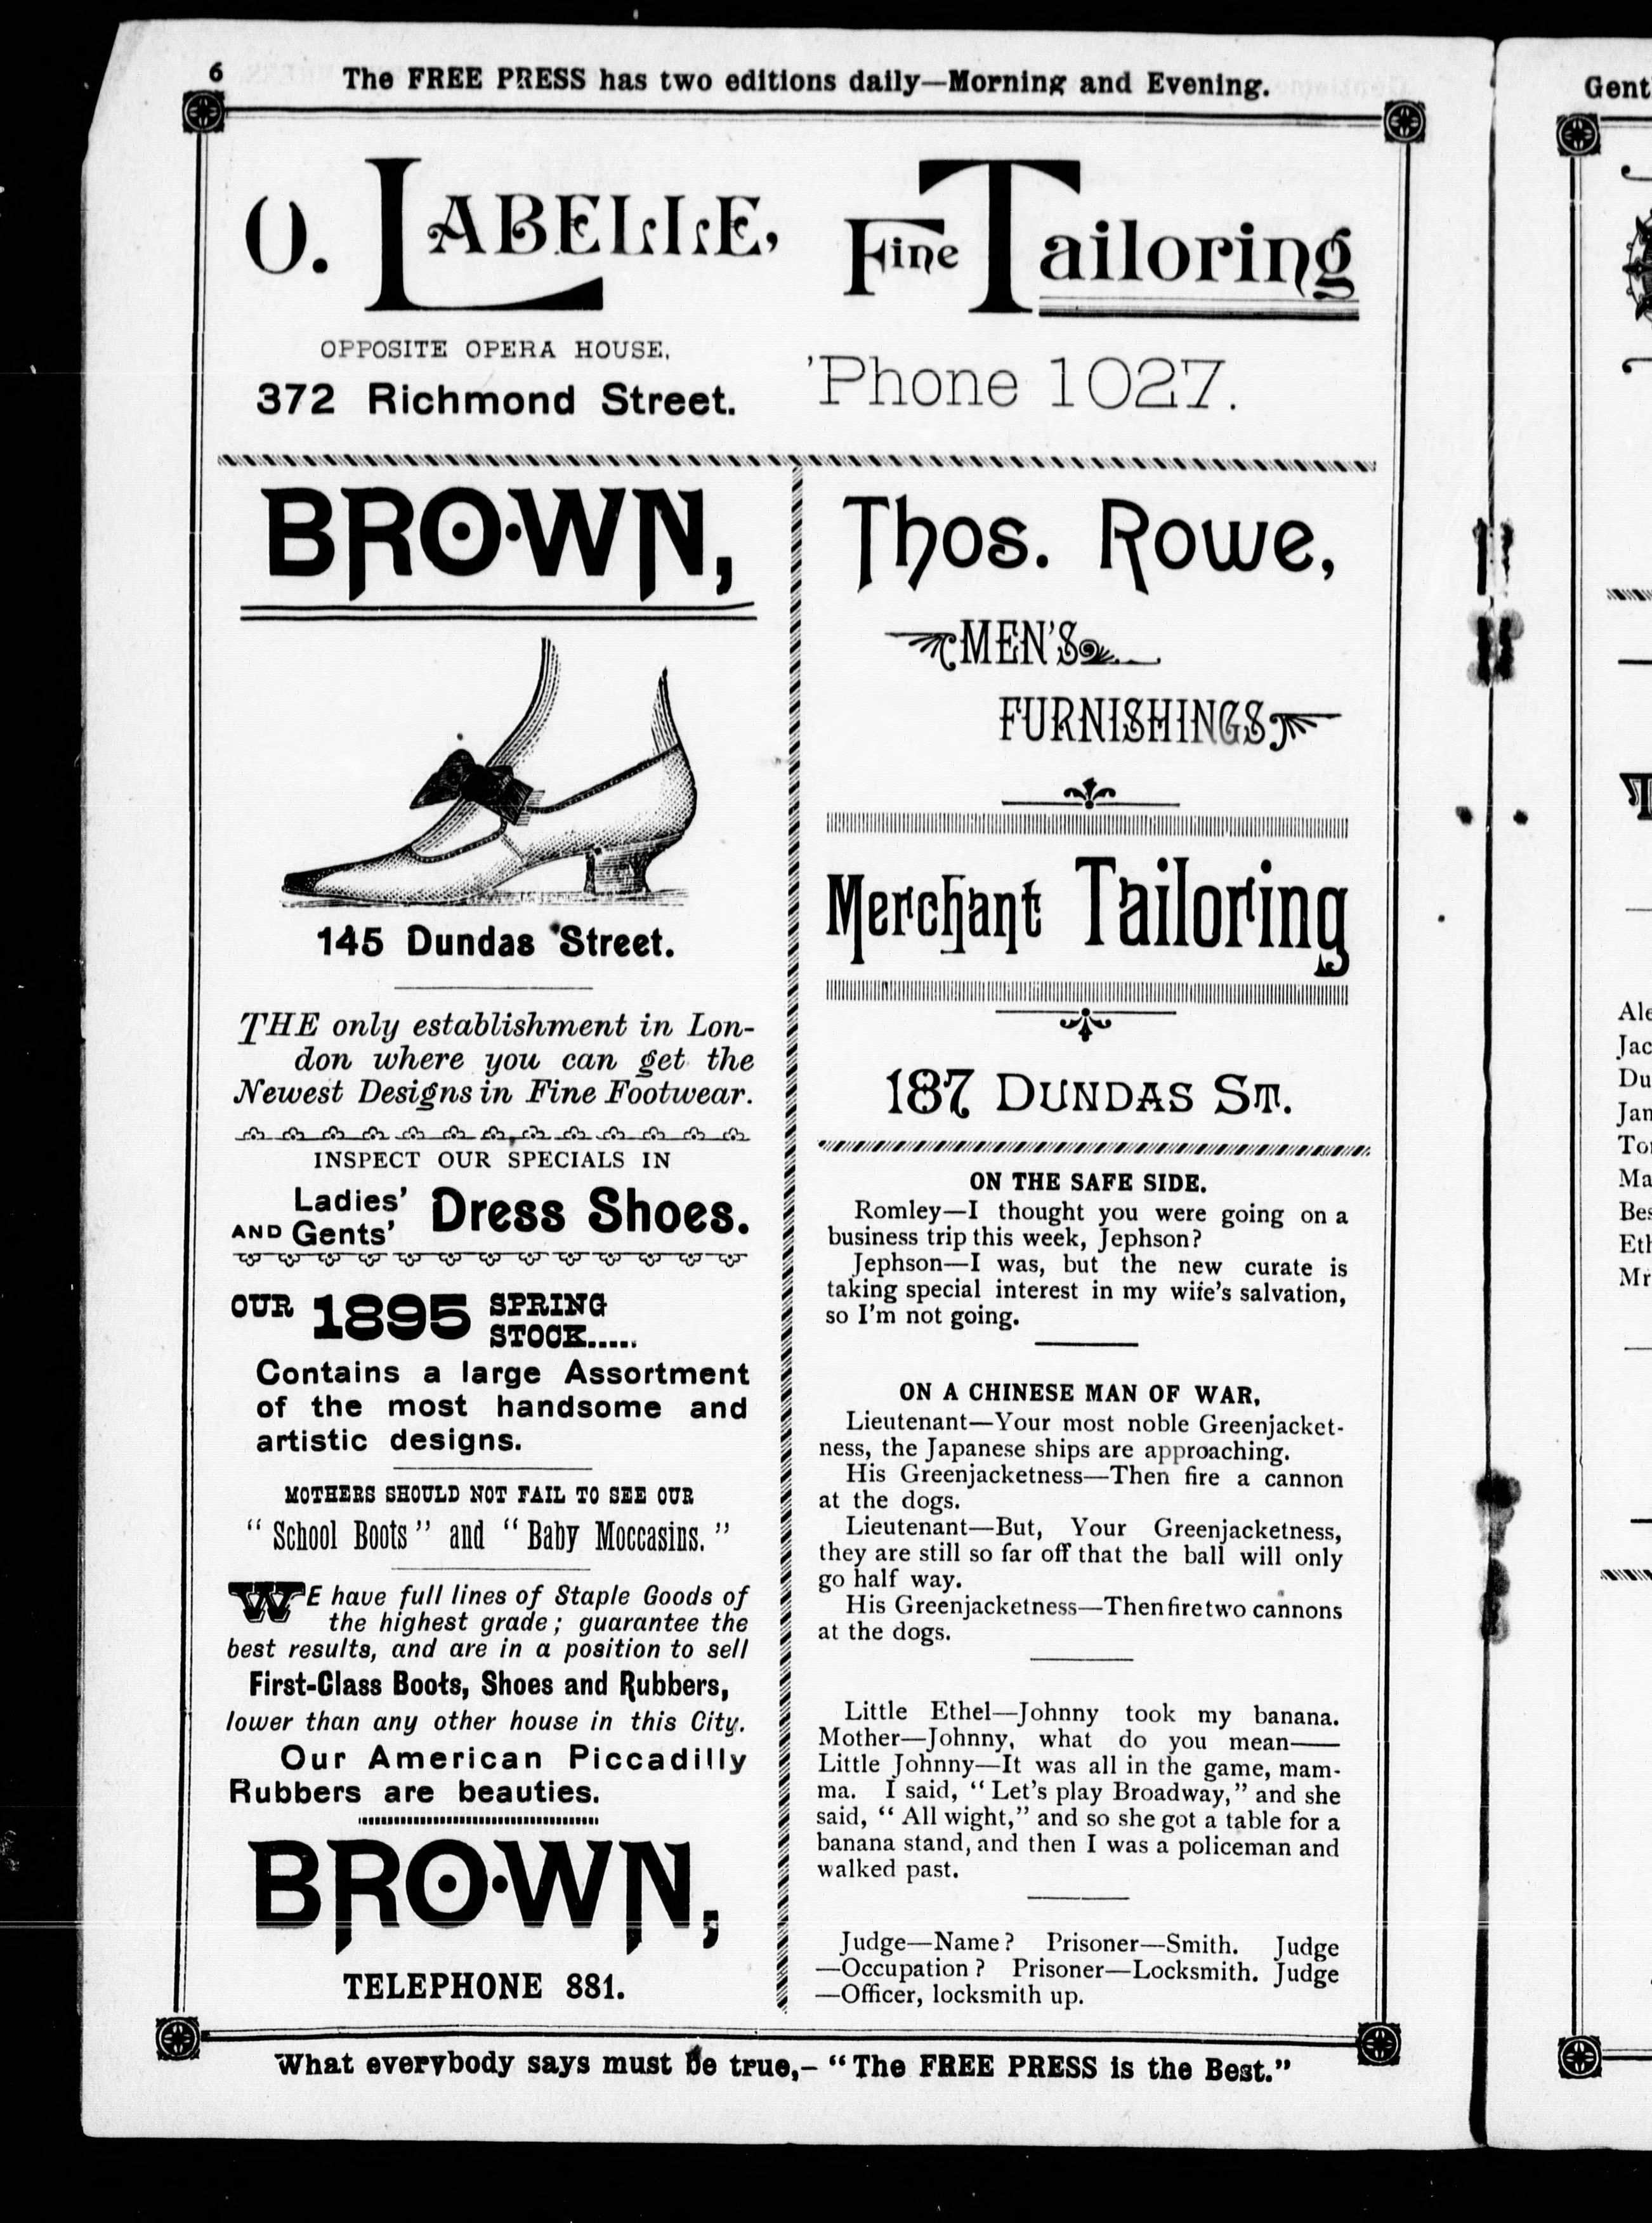 6
The FREE PRESS has two editions daily—Morning and Evening.
O. LABELLE,
Fine Tailoring
OPPOSITE OPERA HOUSE,
372 Richmond Street.
'Phone 1027.
BROWN,
145 Dundas Street.
THE only establishment in Lon-
don where you can get the
Newest Designs in Fine Footwear.
INSPECT OUR SPECIALS IN
Ladies'
AND Gents'
Dress Shoes.
OUR 1895 SPRING
STOCK.....
Contains a large Assortment
of the most handsome and
artistic designs.
MOTHERS SHOULD NOT FAIL TO SEE OUR
"School Boots" and "Baby Moccasins."
WE have full lines of Staple Goods of
the highest grade; guarantee the
best results, and are in a position to sell
First-Class Boots, Shoes and Rubbers,
lower than any other house in this City.
Our American Piccadilly
Rubbers are beauties.
BROWN,
TELEPHONE 881.
Thos. Rowe,
MEN'S
FURNISHINGS
Merchant Tailoring
187 DUNDAS ST.
ON THE SAFE SIDE.
Romley—I thought you were going on a
business trip this week, Jephson?
Jephson—I was, but the new curate is
taking special interest in my wife's salvation,
so I'm not going.
ON A CHINESE MAN OF WAR,
Lieutenant—Your most noble Greenjacket-
ness, the Japanese ships are approaching.
His Greenjacketness—Then fire a cannon
at the dogs.
Lieutenant—But, Your Greenjacketness,
they are still so far off that the ball will only
go half way.
His Greenjacketness—Then fire two cannons
at the dogs.
Little Ethel—Johnny took my banana.
Mother—Johnny, what do you mean——
Little Johnny—It was all in the game, mam-
ma. I said, "Let's play Broadway," and she
said, "All wight," and so she got a table for a
banana stand, and then I was a policeman and
walked past.
Judge—Name? Prisoner—Smith. Judge
—Occupation? Prisoner—Locksmith. Judge
—Officer, locksmith up.
What everybody says must be true,- "The FREE PRESS is the Best."
Gent
Ale
Jac
Du
Jan
Tor
Ma
Bes
Eth
Mr